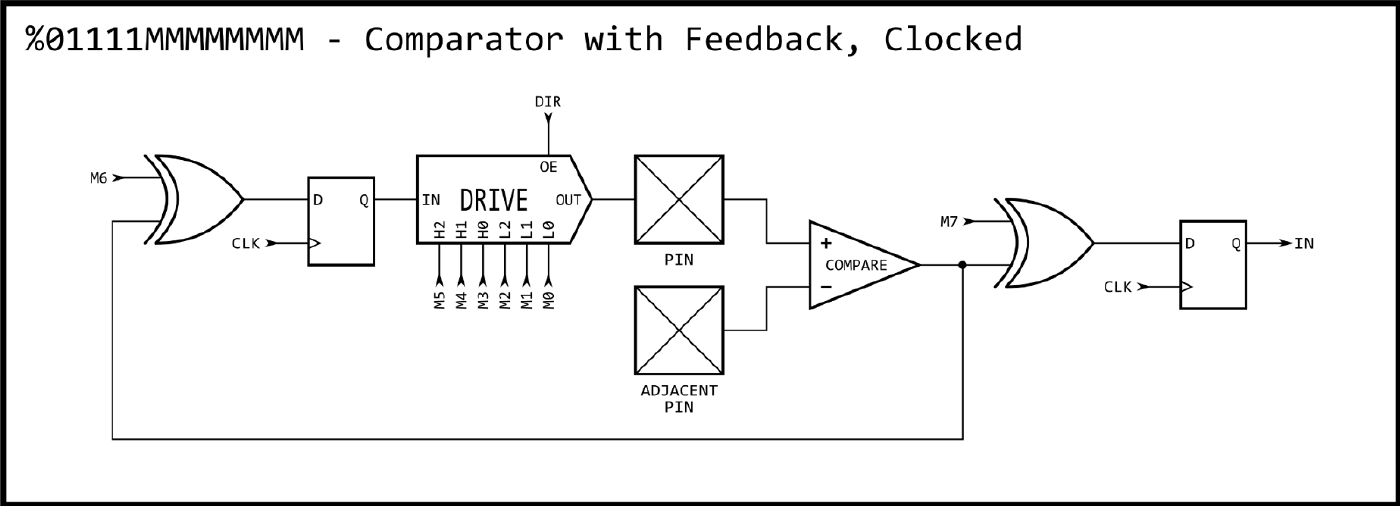 %01111MMMMMMMM - Comparator with Feedback, Clocked
DIR
OE
M6
D Q
CLK
IN DRIVE OUT
H2 H1 H0 L2 L1 L0
M5 M4 M3 M2 M1 M0
PIN
ADJACENT
PIN
+
COMPARE
−
M7
CLK
D Q
IN